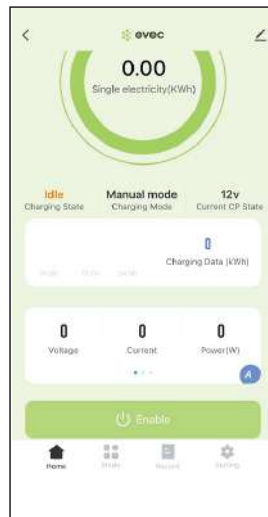 evec
0.00
Single electricity(KWh)
Idle Manual mode 12v
Charging State Charging Mode Current CP State
0
Charging Data (kWh)
0 0 0
Voltage Current Power(W)
A
Enable
Home Mode Record Setting